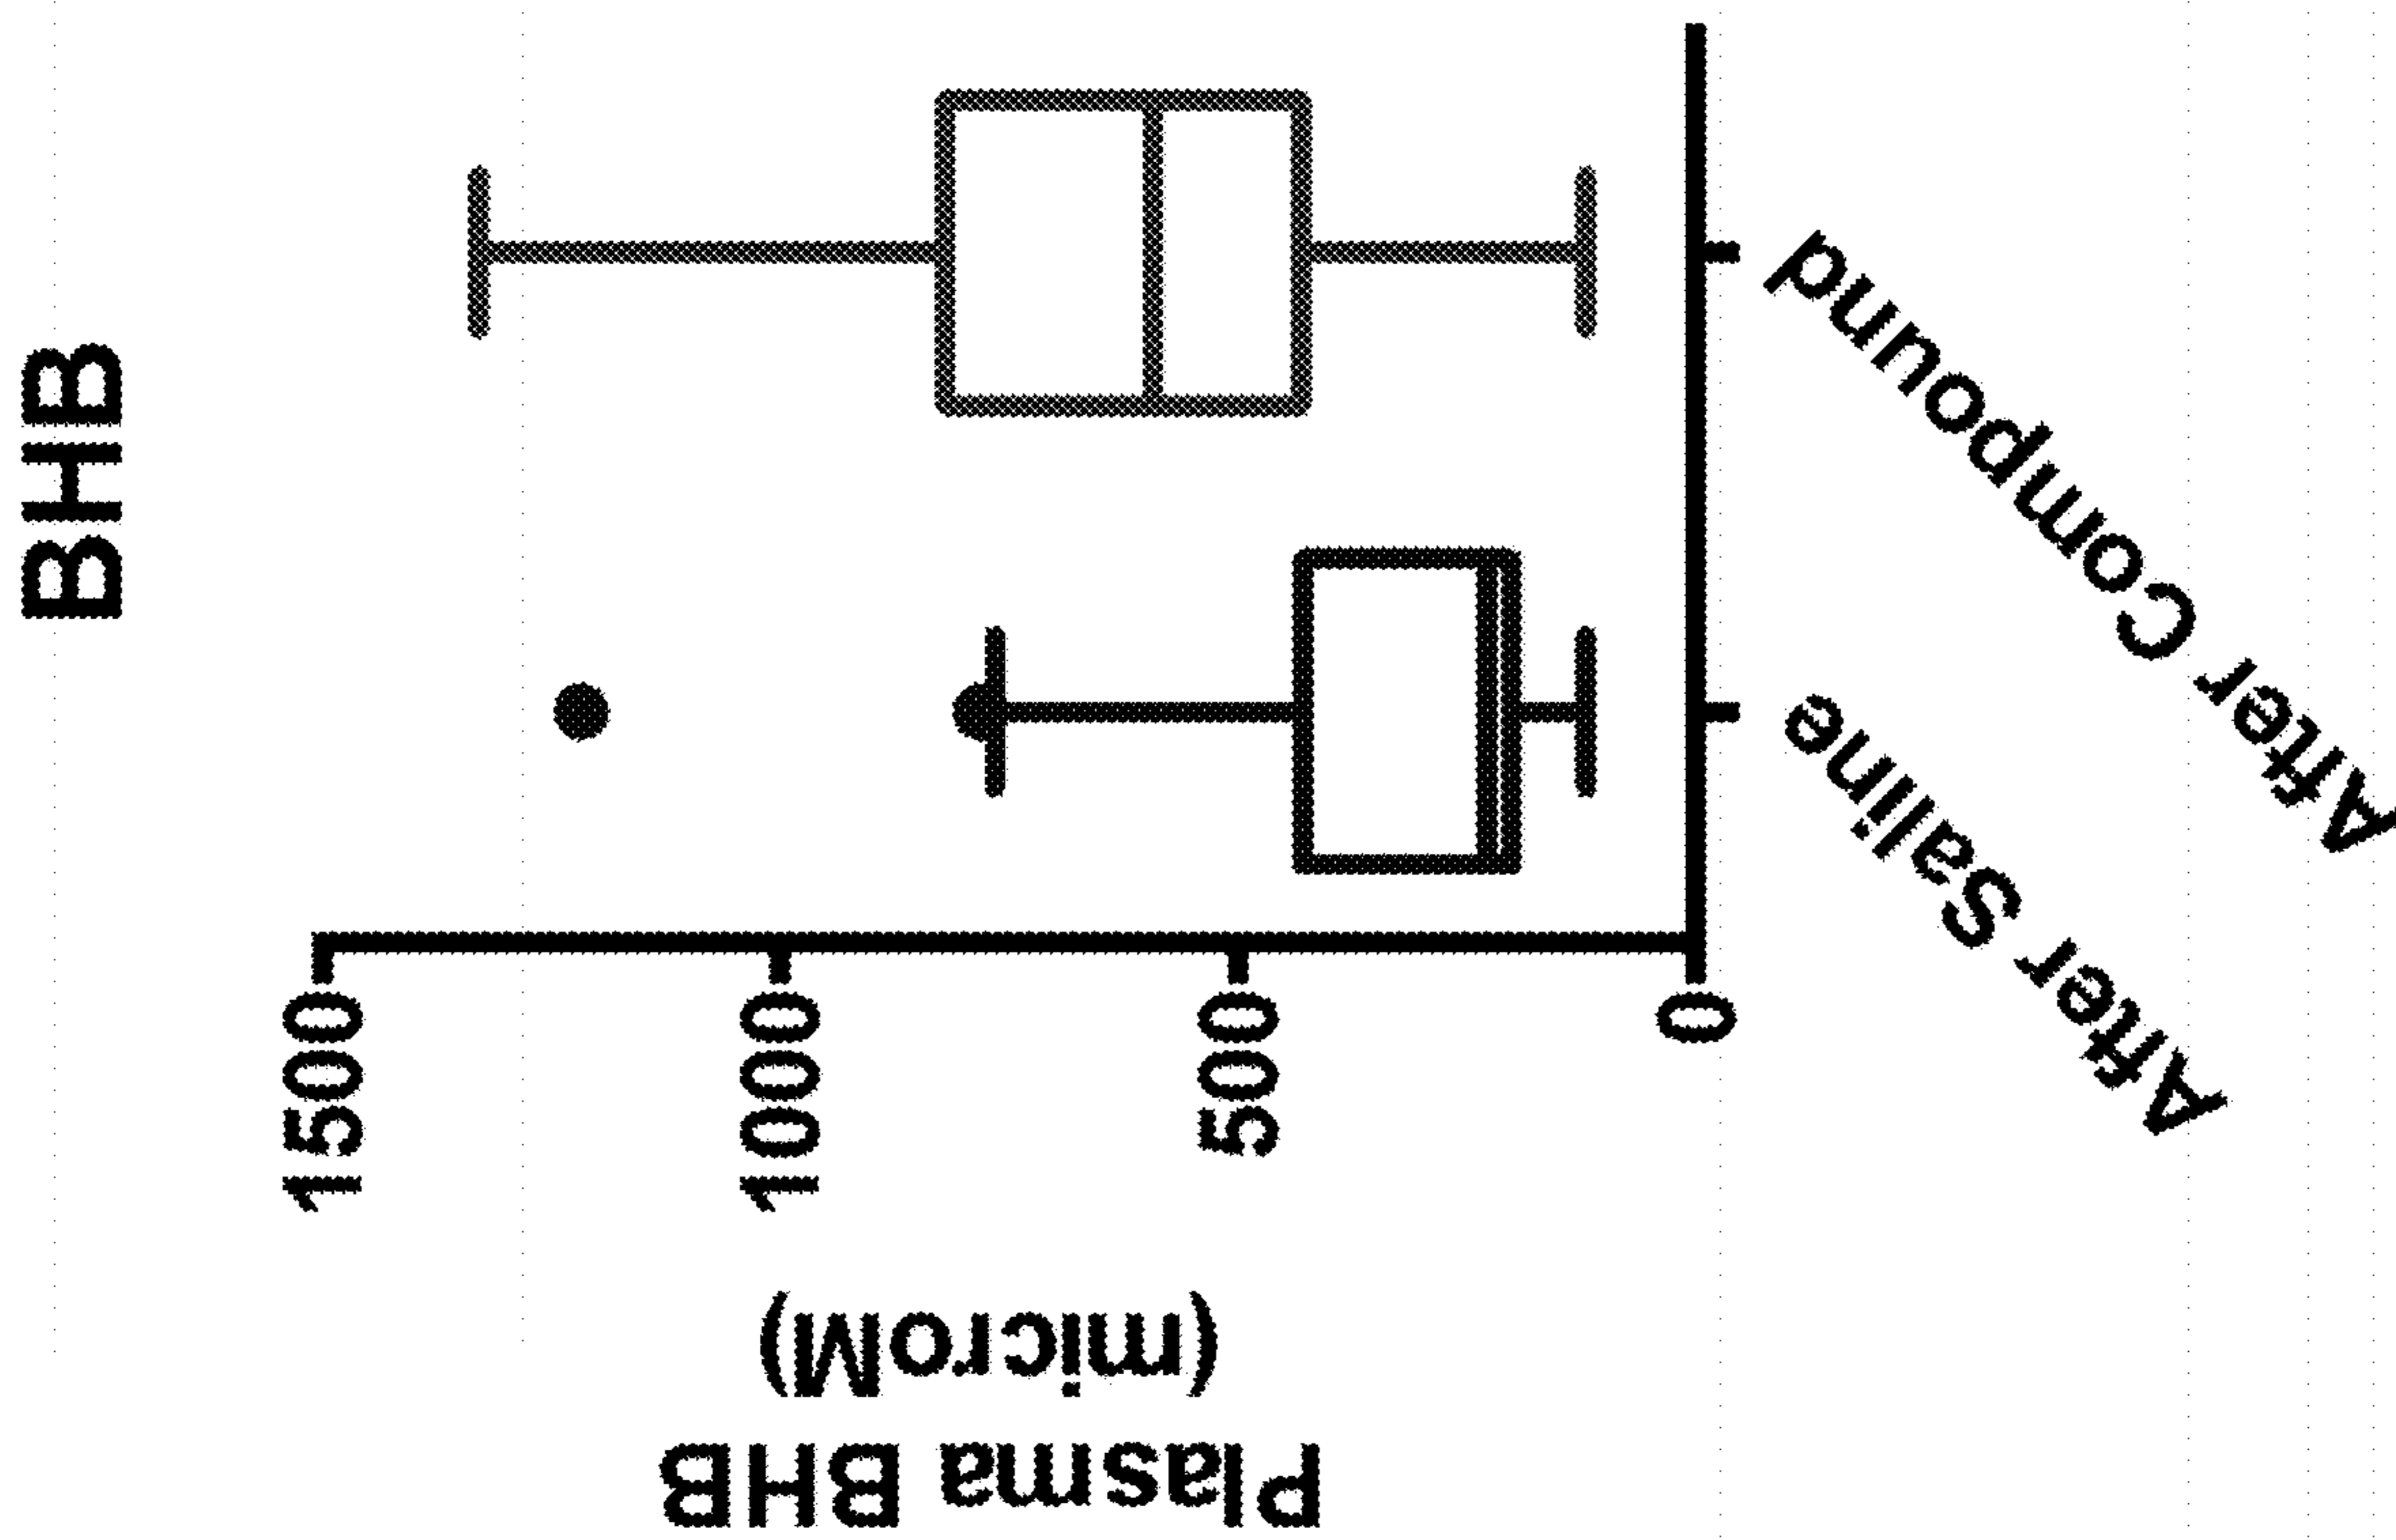 BHB
Plasma BHB
(microM)
1500
1000
500
0
After Saline
After Compound